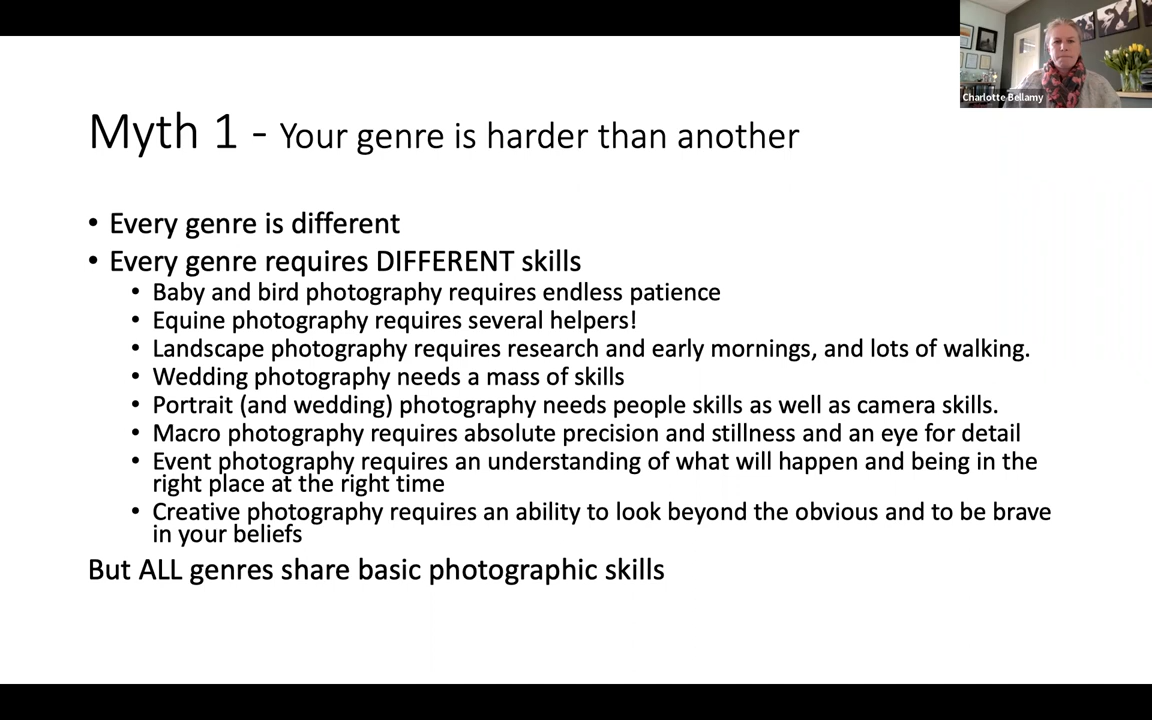 Charlotte Bellamy
Myth 1 - Your genre is harder than another
• Every genre is different
• Every genre requires DIFFERENT skills
• Baby and bird photography requires endless patience
• Equine photography requires several helpers!
• Landscape photography requires research and early mornings, and lots of walking.
• Wedding photography needs a mass of skills
• Portrait (and wedding) photography needs people skills as well as camera skills.
• Macro photography requires absolute precision and stillness and an eye for detail
• Event photography requires an understanding of what will happen and being in the
right place at the right time
• Creative photography requires an ability to look beyond the obvious and to be brave
in your beliefs
But ALL genres share basic photographic skills